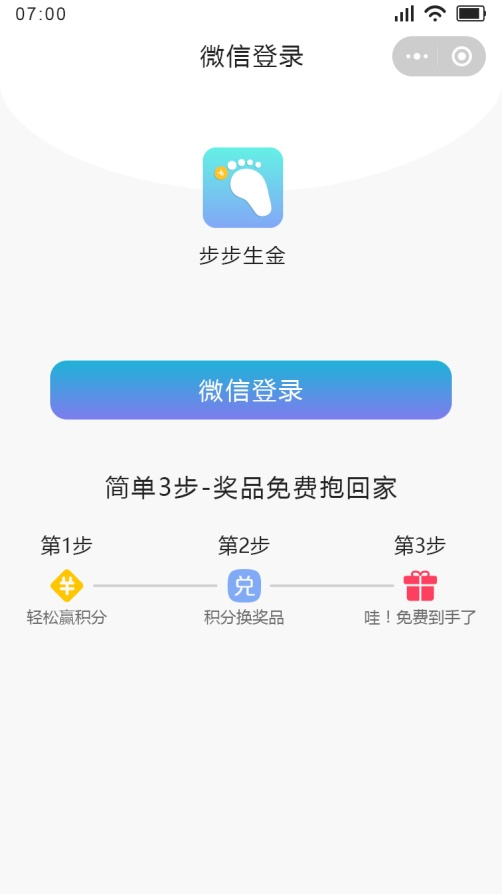 07:00
微信登录
步步生金
微信登录
简单3步-奖品免费抱回家
第1步 第2步 第3步
兑
轻松赢积分 积分换奖品 哇！免费到手了